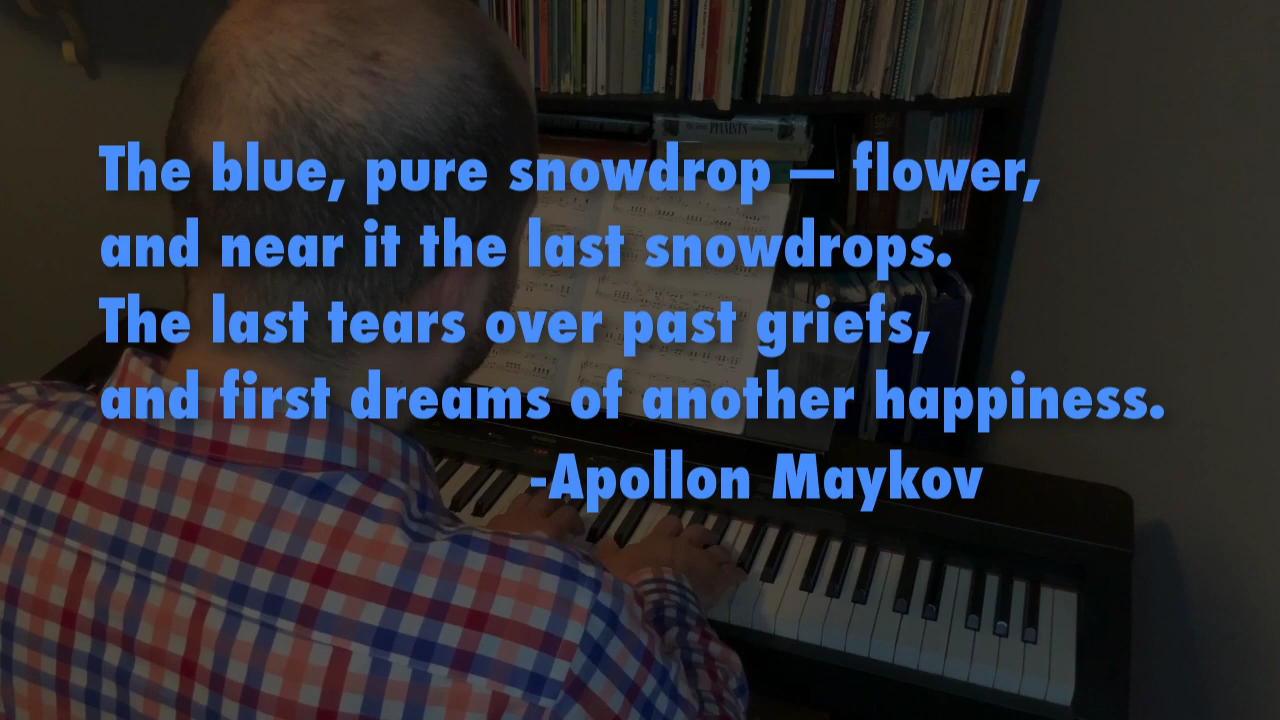 The blue, pure snowdrop — flower,
and near it the last snowdrops.
The last tears over past griefs,
and first dreams of another happiness.
-Apollon Maykov